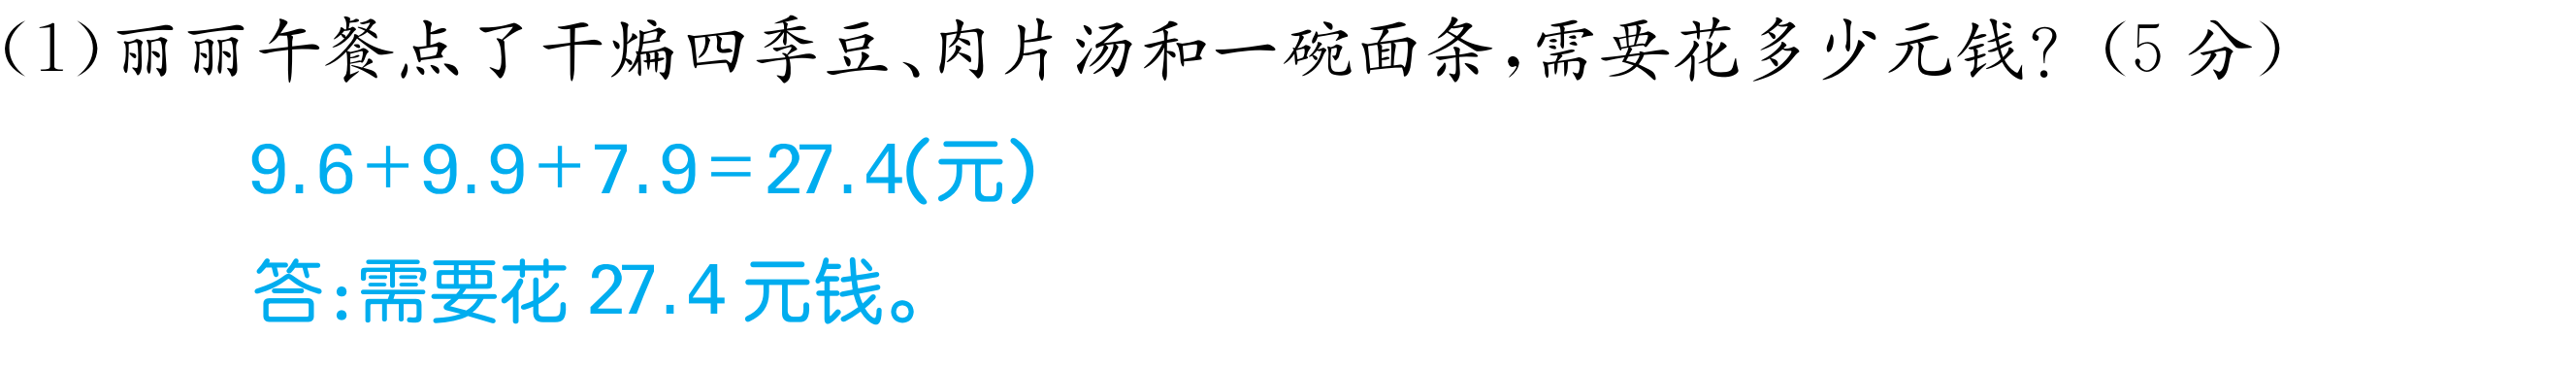 (1)丽丽午餐点了干煸四季豆、肉片汤和一碗面条,需要花多少元钱?(5 分)
9.6+9.9+7.9=27.4(元)
答:需要花 27.4 元钱。